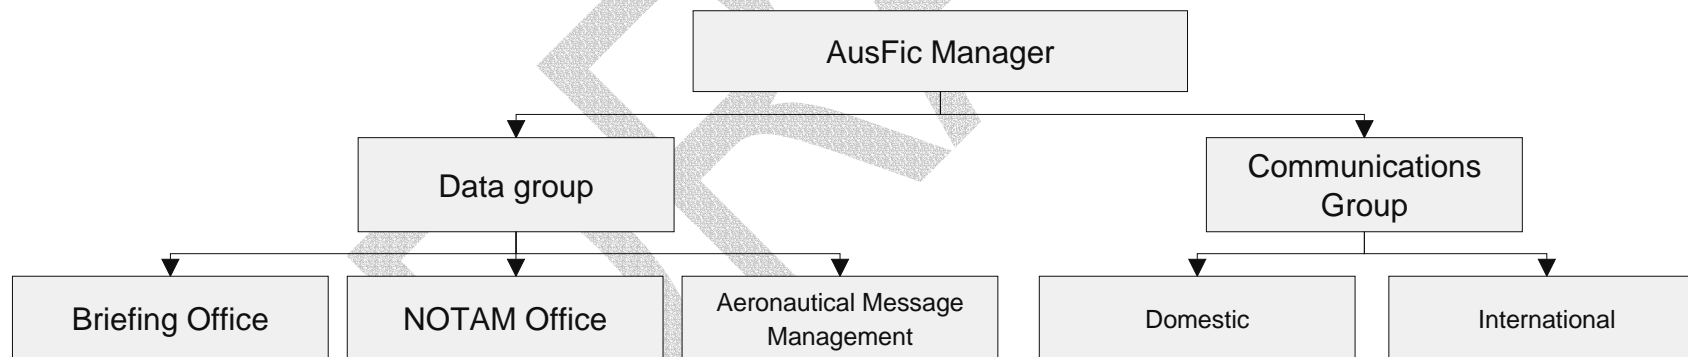 AusFic Manager
Data group
Communications
Group
Briefing Office
NOTAM Office
Aeronautical Message
Management
Domestic
International